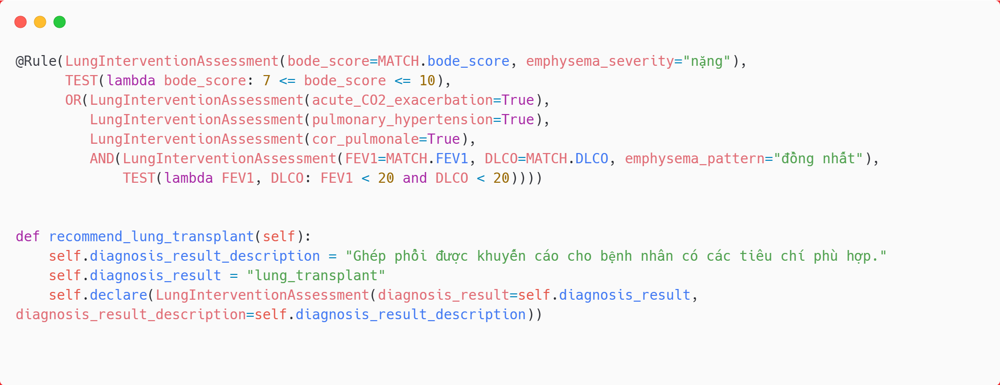 @Rule(LungInterventionAssessment(bode_score=MATCH.bode_score, emphysema_severity="nặng"),
      TEST(lambda bode_score: 7 <= bode_score <= 10),
      OR(LungInterventionAssessment(acute_CO2_exacerbation=True),
         LungInterventionAssessment(pulmonary_hypertension=True),
         LungInterventionAssessment(cor_pulmonale=True),
         AND(LungInterventionAssessment(FEV1=MATCH.FEV1, DLCO=MATCH.DLCO, emphysema_pattern="đồng nhất"),
             TEST(lambda FEV1, DLCO: FEV1 < 20 and DLCO < 20))))
def recommend_lung_transplant(self):
    self.diagnosis_result_description = "Ghép phổi được khuyến cáo cho bệnh nhân có các tiêu chí phù hợp."
    self.diagnosis_result = "lung_transplant"
    self.declare(LungInterventionAssessment(diagnosis_result=self.diagnosis_result,
diagnosis_result_description=self.diagnosis_result_description))